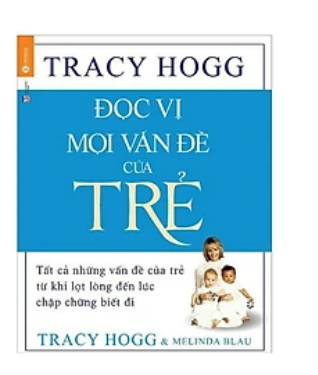 TRACY HOGG
ĐỌC VỊ
MỌI VẤN ĐỀ
CỦA
TRẺ
Tất cả những vấn đề của trẻ
từ khi lọt lòng đến lúc
chập chững biết đi
TRACY HOGG & MELINDA BLAU